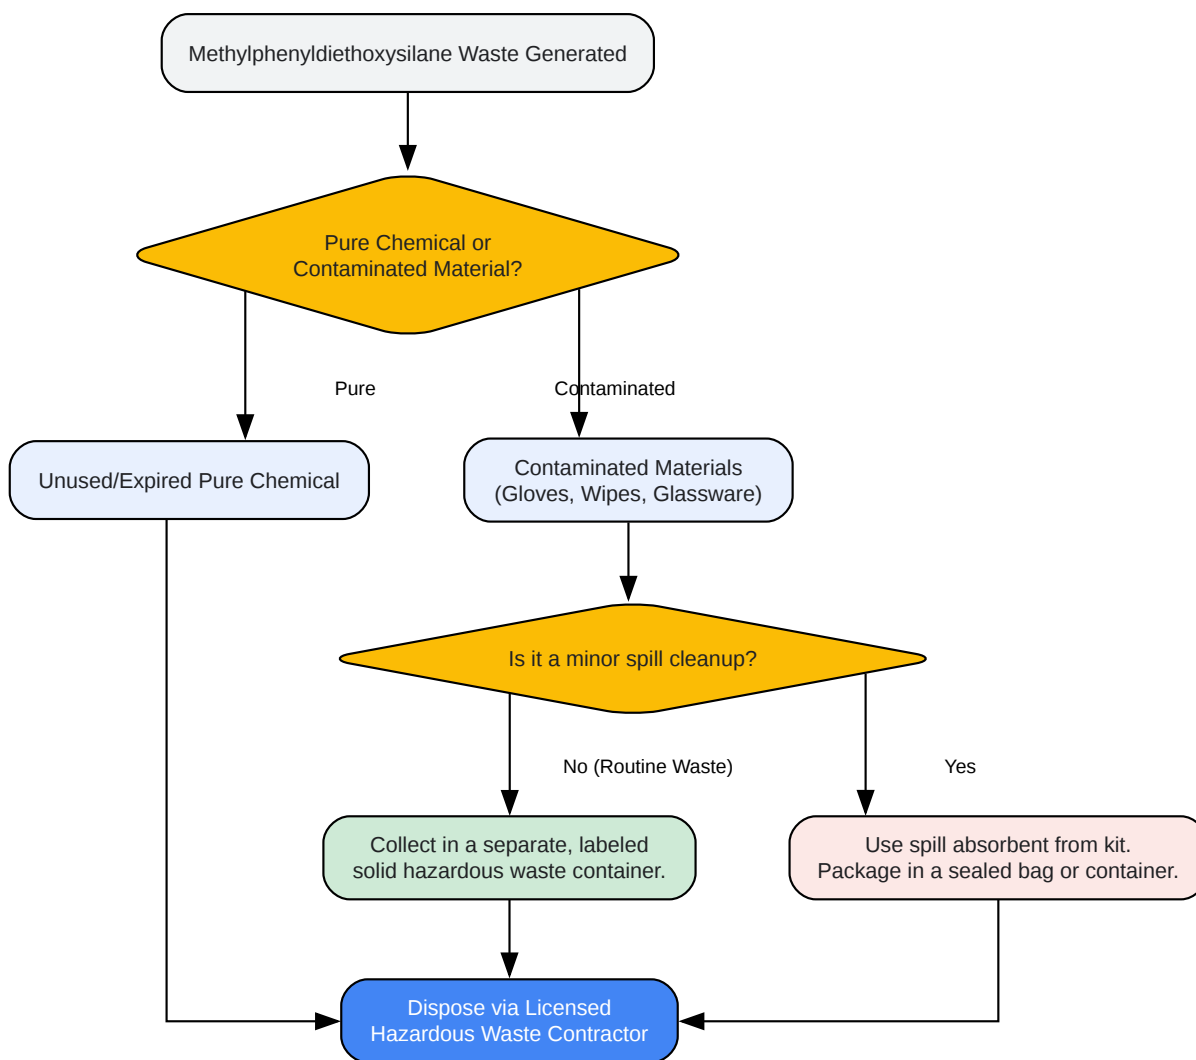 Methylphenyldiethoxysilane Waste Generated
Pure Chemical or
Contaminated Material?
Pure
Contaminated
Unused/Expired Pure Chemical
Contaminated Materials
(Gloves, Wipes, Glassware)
Is it a minor spill cleanup?
No (Routine Waste)
Yes
Collect in a separate, labeled
solid hazardous waste container.
Use spill absorbent from kit.
Package in a sealed bag or container.
Dispose via Licensed
Hazardous Waste Contractor